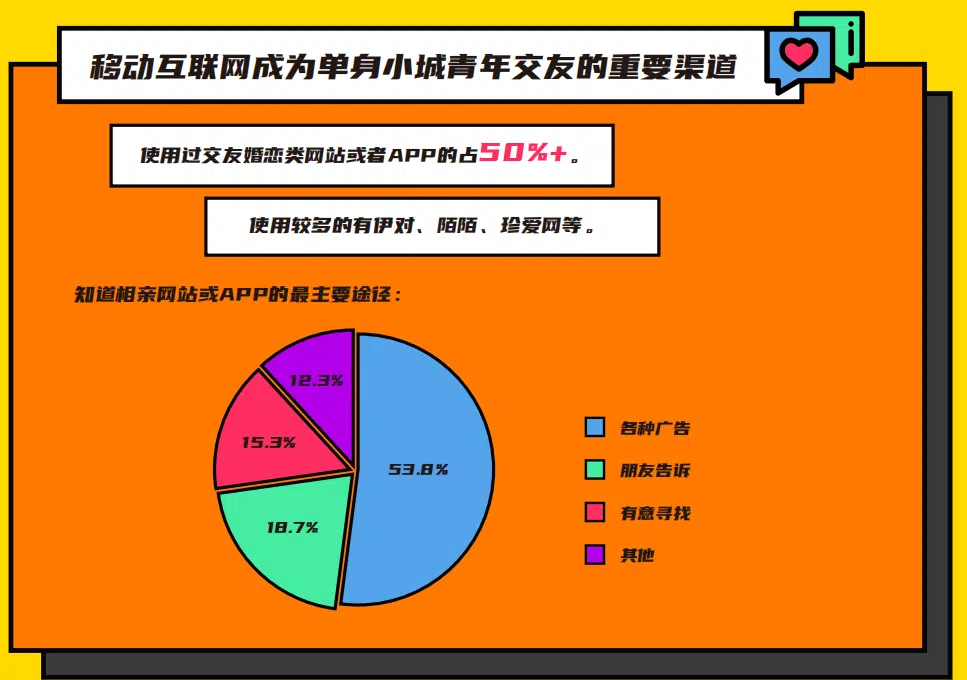 移动互联网成为单身小城青年交友的重要渠道
使用过交友婚恋类网站或者APP的占50%+。
使用较多的有伊对、陌陌、珍爱网等。
知道相亲网站或APP的最主要途径：
12.3%
15.3%
53.8%
18.7%
各种广告
朋友告诉
有意寻找
其他